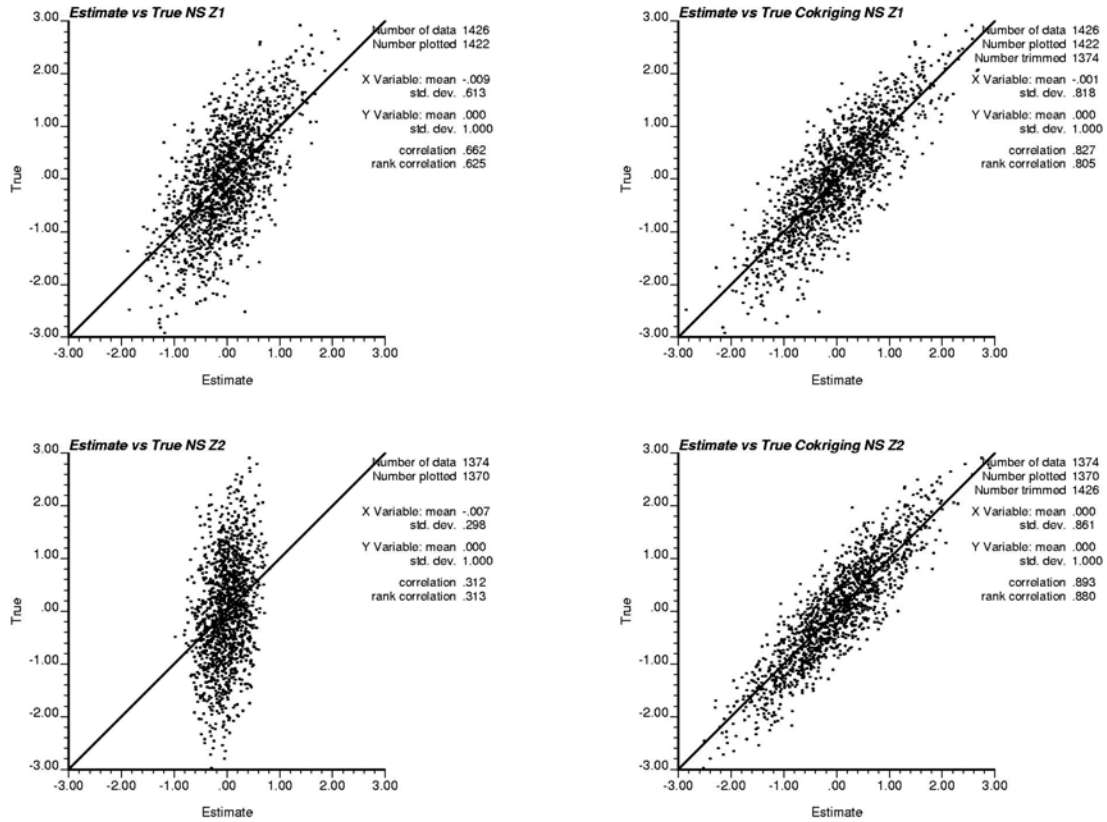 Estimate vs True NS Z1
Number of data 1426
Number plotted 1422
X Variable: mean -.009
std. dev. .613
Y Variable: mean .000
std. dev. 1.000
correlation .662
rank correlation .625
True
3.00
2.00
1.00
.00
-1.00
-2.00
-3.00
-3.00 -2.00 -1.00 .00 1.00 2.00 3.00
Estimate
Estimate vs True Cokriging NS Z1
Number of data 1426
Number plotted 1422
Number trimmed 1374
X Variable: mean -.001
std. dev. .818
Y Variable: mean .000
std. dev. 1.000
correlation .827
rank correlation .805
True
3.00
2.00
1.00
.00
-1.00
-2.00
-3.00
-3.00 -2.00 -1.00 .00 1.00 2.00 3.00
Estimate
Estimate vs True NS Z2
Number of data 1374
Number plotted 1370
X Variable: mean -.007
std. dev. .298
Y Variable: mean .000
std. dev. 1.000
correlation .312
rank correlation .313
True
3.00
2.00
1.00
.00
-1.00
-2.00
-3.00
-3.00 -2.00 -1.00 .00 1.00 2.00 3.00
Estimate
Estimate vs True Cokriging NS Z2
Number of data 1374
Number plotted 1370
Number trimmed 1426
X Variable: mean .000
std. dev. .861
Y Variable: mean .000
std. dev. 1.000
correlation .893
rank correlation .880
True
3.00
2.00
1.00
.00
-1.00
-2.00
-3.00
-3.00 -2.00 -1.00 .00 1.00 2.00 3.00
Estimate